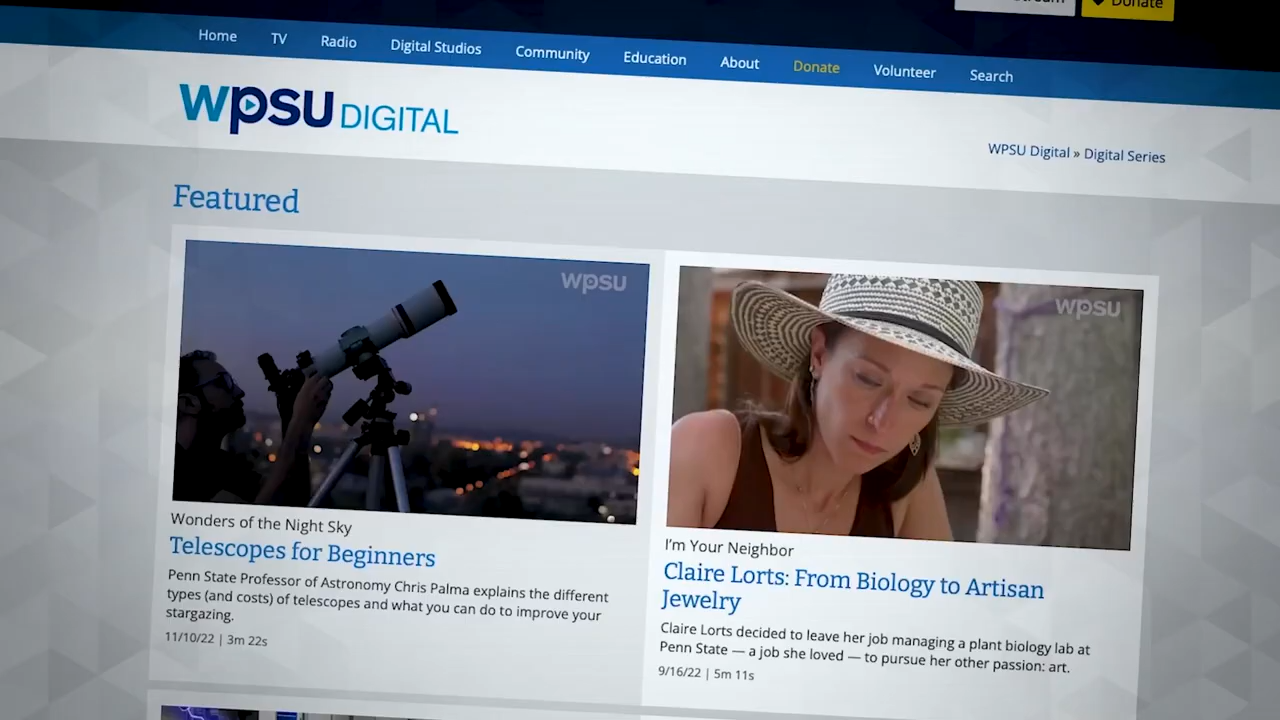 Donate
Home TV Radio Digital Studios Community Education About Donate Volunteer Search
wpsu DIGITAL
WPSU Digital » Digital Series
Featured
wpsu
wpsu
Wonders of the Night Sky
Telescopes for Beginners
Penn State Professor of Astronomy Chris Palma explains the different
types (and costs) of telescopes and what you can do to improve your
stargazing.
11/10/22 | 3m 22s
I'm Your Neighbor
Claire Lorts: From Biology to Artisan
Jewelry
Claire Lorts decided to leave her job managing a plant biology lab at
Penn State — a job she loved — to pursue her other passion: art.
9/16/22 | 5m 11s